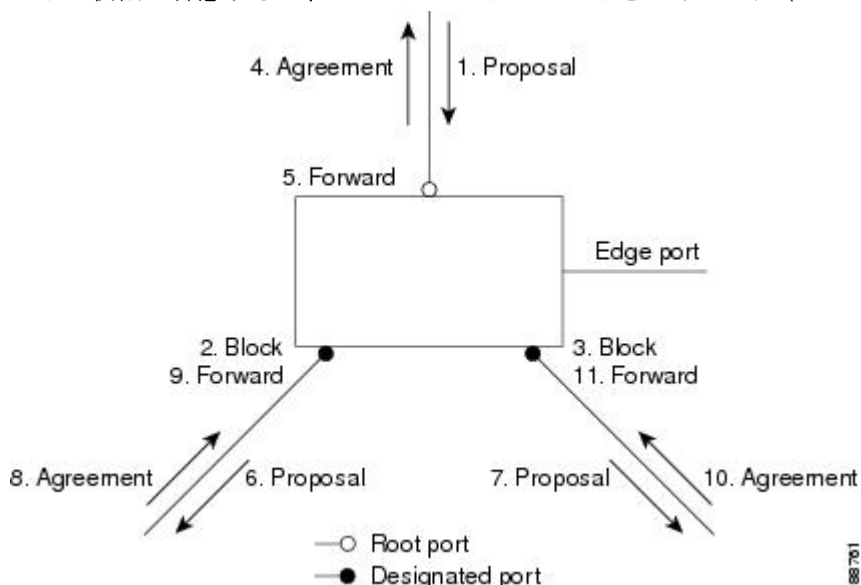 4. Agreement
1. Proposal
5. Forward
Edge port
2. Block
9. Forward
3. Block
11. Forward
8. Agreement
6. Proposal
7. Proposal
10. Agreement
Root port
Designated port
88761